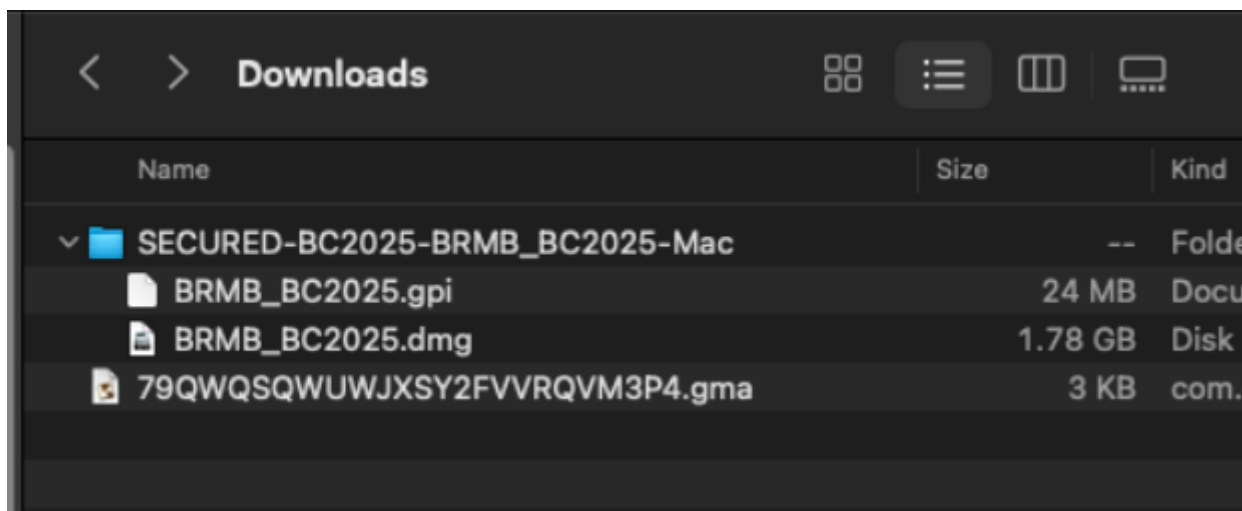 Downloads
Name Size Kind
SECURED-BC2025-BRMB_BC2025-Mac -- Folde
BRMB_BC2025.gpi 24 MB Docu
BRMB_BC2025.dmg 1.78 GB Disk
79QWQSQWUWJXSY2FVVRQVM3P4.gma 3 KB com.